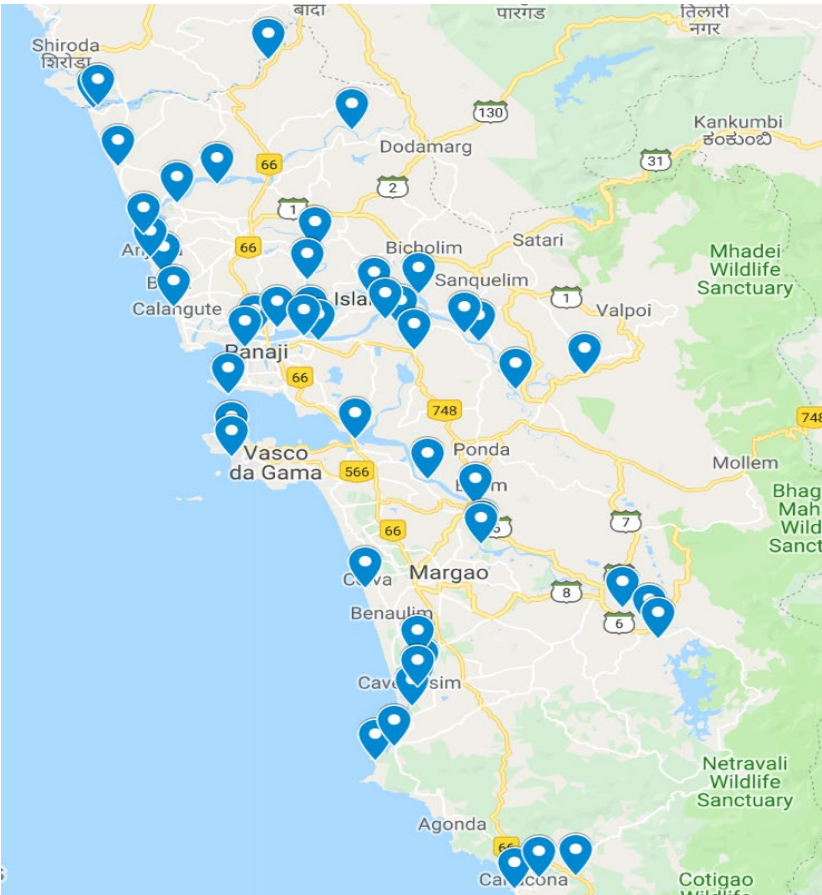 बांदा
पारगड
तिलारी
नगर
Shiroda
शिरोडा
130
Kankumbi
ಕಂಕುಂಬಿ
Dodamarg
31
66
2
1
66
Bicholim
Satari
Mhadei
Wildlife
Sanctuary
Sanquelim
1
Valpoi
Calangute
Panaji
66
748
748
Ponda
Mollem
Vasco
da Gama
566
7
66
Margao
8
Benaulim
6
Netravali
Wildlife
Sanctuary
Agonda
66
Cotigao